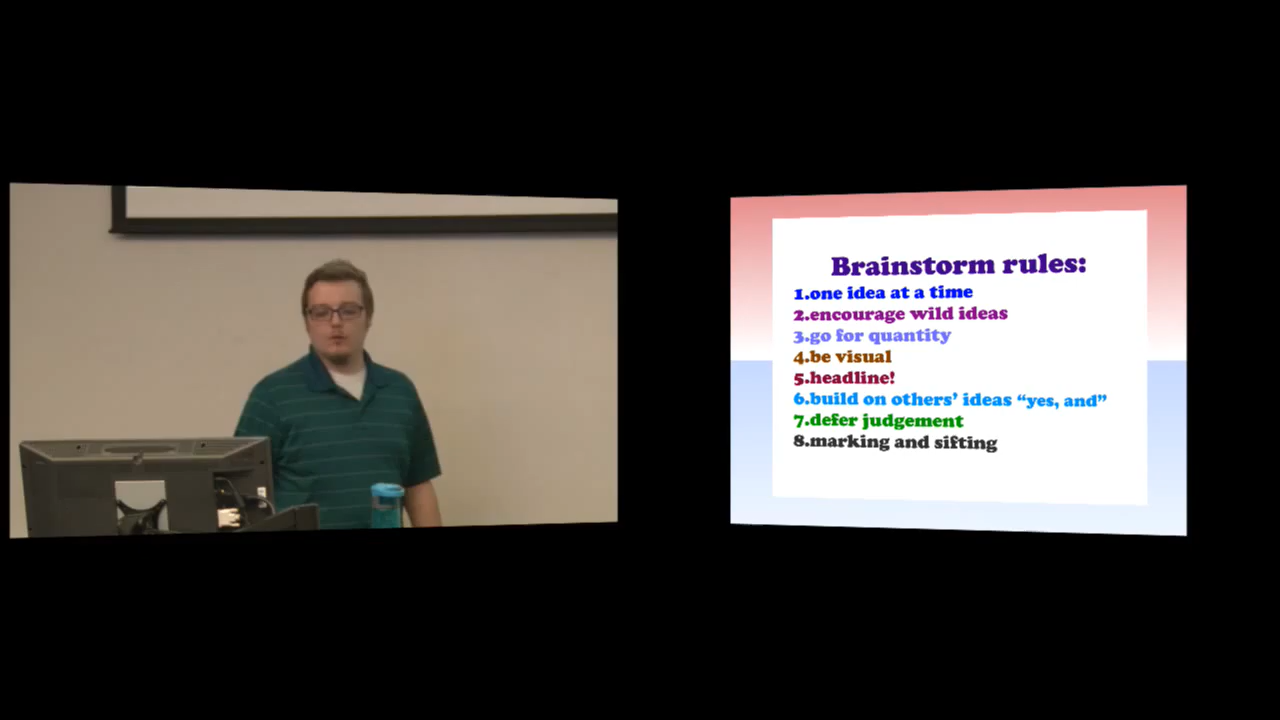 Brainstorm rules:
1.one idea at a time
2.encourage wild ideas
3.go for quantity
4.be visual
5.headline!
6.build on others’ ideas “yes, and”
7.defer judgement
8.marking and sifting